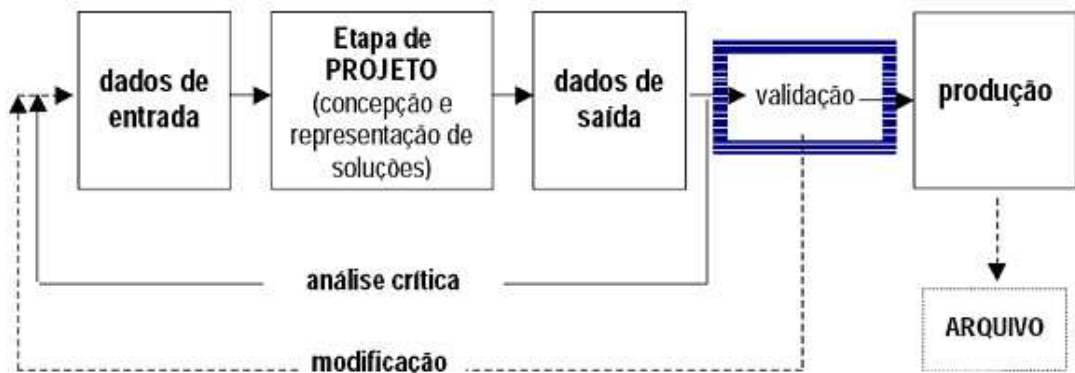 dados de
entrada
Etapa de
PROJETO
(concepção e
representação de
soluções)
dados de
saída
validação
produção
análise crítica
ARQUIVO
modificação